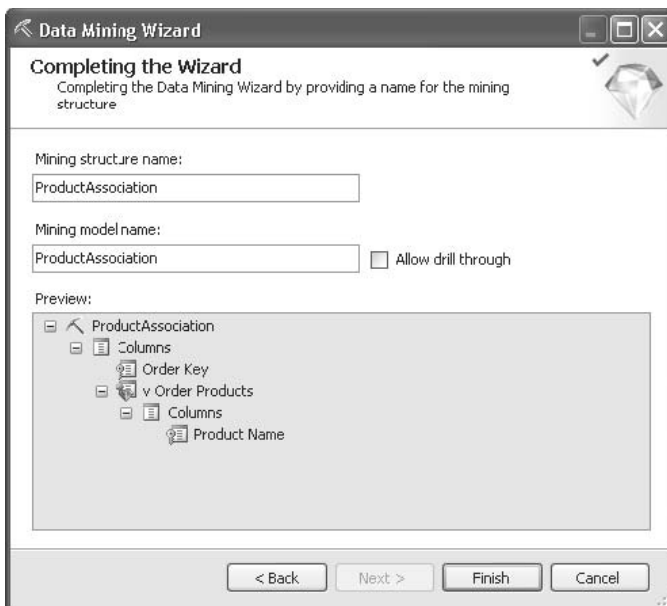 Data Mining Wizard
Completing the Wizard
Completing the Data Mining Wizard by providing a name for the mining
structure
Mining structure name:
ProductAssociation
Mining model name:
ProductAssociation
Allow drill through
Preview:
ProductAssociation
Columns
Order Key
v Order Products
Columns
Product Name
< Back
Next >
Finish
Cancel